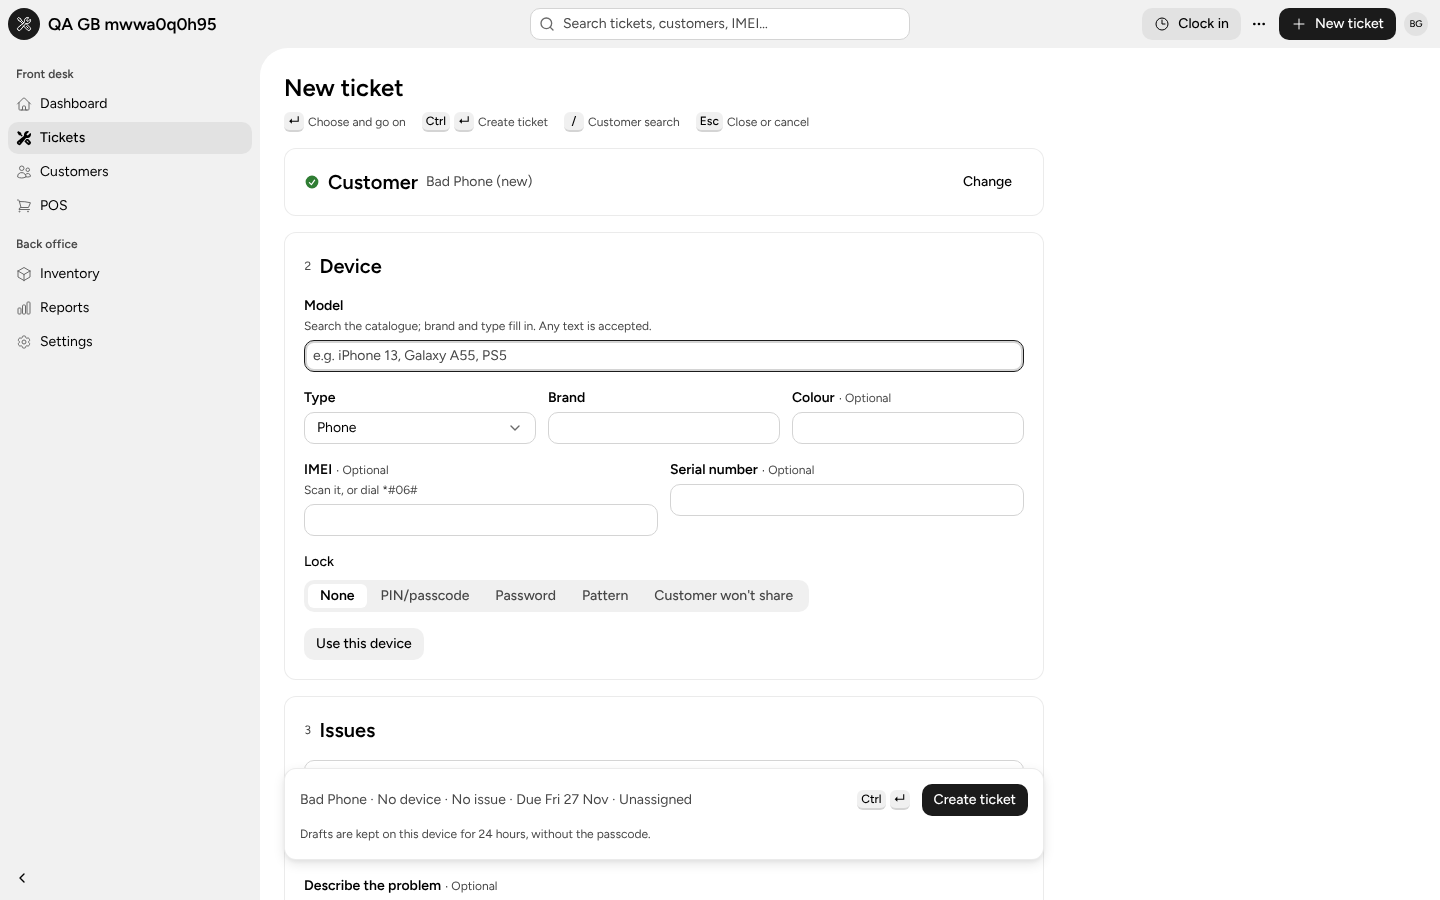 QA GB mwwa0q0h95
Search tickets, customers, IMEI...
Clock in
New ticket
BG
Front desk
Dashboard
Tickets
Customers
POS
Back office
Inventory
Reports
Settings
New ticket
Choose and go on
Ctrl
Create ticket
/
Customer search
Esc
Close or cancel
Customer
Bad Phone (new)
Change
2
Device
Model
Search the catalogue; brand and type fill in. Any text is accepted.
e.g. iPhone 13, Galaxy A55, PS5
Type
Brand
Colour · Optional
Phone
IMEI · Optional
Serial number · Optional
Scan it, or dial *#06#
Lock
None
PIN/passcode
Password
Pattern
Customer won't share
Use this device
3
Issues
Bad Phone · No device · No issue · Due Fri 27 Nov · Unassigned
Ctrl
Create ticket
Drafts are kept on this device for 24 hours, without the passcode.
Describe the problem · Optional